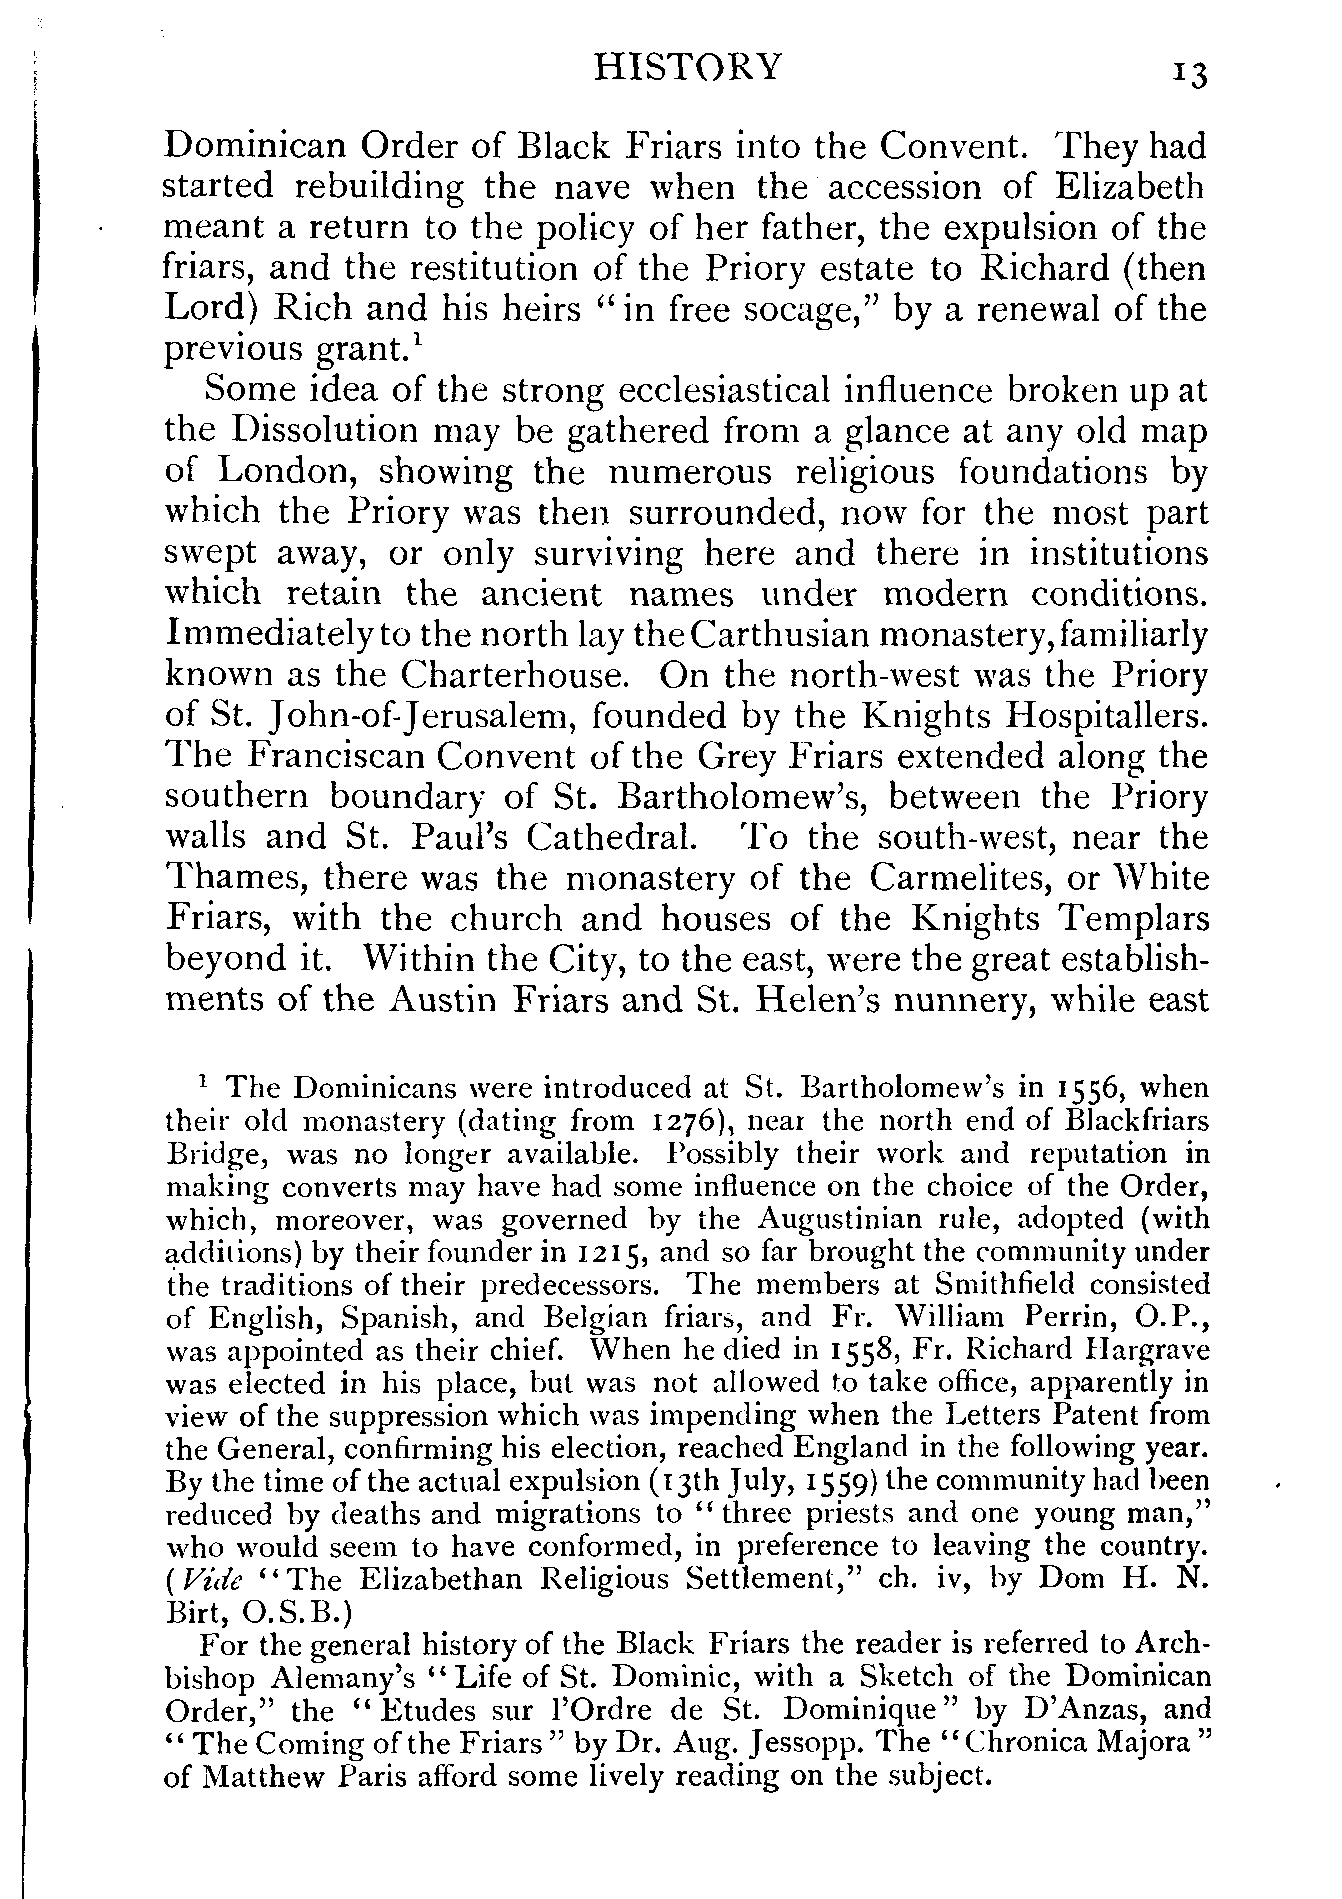 HISTORY 13
Dominican Order of Black Friars into the Convent. They had
started rebuilding the nave when the accession of Elizabeth
meant a return to the policy of her father, the expulsion of the
friars, and the restitution of the Priory estate to Richard (then
Lord) Rich and his heirs “in free socage,” by a renewal of the
previous grant.¹
Some idea of the strong ecclesiastical influence broken up at
the Dissolution may be gathered from a glance at any old map
of London, showing the numerous religious foundations by
which the Priory was then surrounded, now for the most part
swept away, or only surviving here and there in institutions
which retain the ancient names under modern conditions.
Immediately to the north lay the Carthusian monastery, familiarly
known as the Charterhouse. On the north-west was the Priory
of St. John-of-Jerusalem, founded by the Knights Hospitallers.
The Franciscan Convent of the Grey Friars extended along the
southern boundary of St. Bartholomew’s, between the Priory
walls and St. Paul’s Cathedral. To the south-west, near the
Thames, there was the monastery of the Carmelites, or White
Friars, with the church and houses of the Knights Templars
beyond it. Within the City, to the east, were the great establish-
ments of the Austin Friars and St. Helen’s nunnery, while east
¹ The Dominicans were introduced at St. Bartholomew’s in 1556, when
their old monastery (dating from 1276), near the north end of Blackfriars
Bridge, was no longer available. Possibly their work and reputation in
making converts may have had some influence on the choice of the Order,
which, moreover, was governed by the Augustinian rule, adopted (with
additions) by their founder in 1215, and so far brought the community under
the traditions of their predecessors. The members at Smithfield consisted
of English, Spanish, and Belgian friars, and Fr. William Perrin, O.P.,
was appointed as their chief. When he died in 1558, Fr. Richard Hargrave
was elected in his place, but was not allowed to take office, apparently in
view of the suppression which was impending when the Letters Patent from
the General, confirming his election, reached England in the following year.
By the time of the actual expulsion (13th July, 1559) the community had been
reduced by deaths and migrations to “three priests and one young man,”
who would seem to have conformed, in preference to leaving the country.
(Vide “The Elizabethan Religious Settlement,” ch. iv, by Dom H. N.
Birt, O.S.B.)
For the general history of the Black Friars the reader is referred to Arch-
bishop Alemany’s “Life of St. Dominic, with a Sketch of the Dominican
Order,” the “Etudes sur l’Ordre de St. Dominique” by D’Anzas, and
“The Coming of the Friars” by Dr. Aug. Jessopp. The “Chronica Majora”
of Matthew Paris afford some lively reading on the subject.